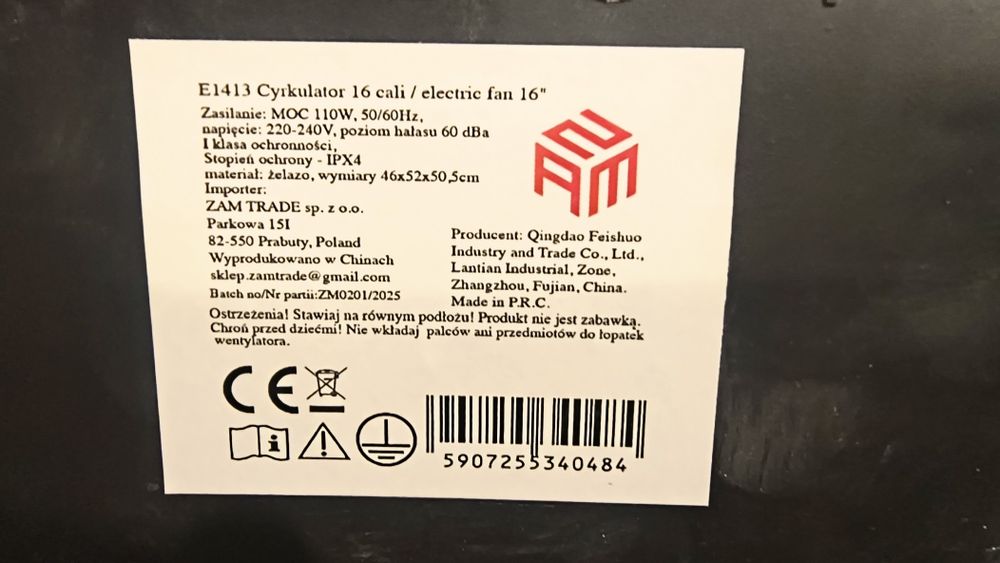 E1413 Cyrkulator 16 cali / electric fan 16"
Zasilanie: MOC 110W, 50/60Hz,
napięcie: 220-240V, poziom hałasu 60 dBa
I klasa ochronności,
Stopień ochrony - IPX4
materiał: żelazo, wymiary 46x52x50,5cm
Importer:
ZAM TRADE sp. z o.o.
Parkowa 15I
82-550 Prabuty, Poland
Wyprodukowano w Chinach
sklep.zamtrade@gmail.com
Batch no/Nr partii:ZM0201/2025
ZAM
Producent: Qingdao Feishuo
Industry and Trade Co., Ltd.,
Lantian Industrial, Zone,
Zhangzhou, Fujian, China.
Made in P.R.C.
Ostrzeżenia! Stawiaj na równym podłożu! Produkt nie jest zabawką.
Chroń przed dziećmi! Nie wkładaj palców ani przedmiotów do łopatek
wentylatora.
CE
5907255340484